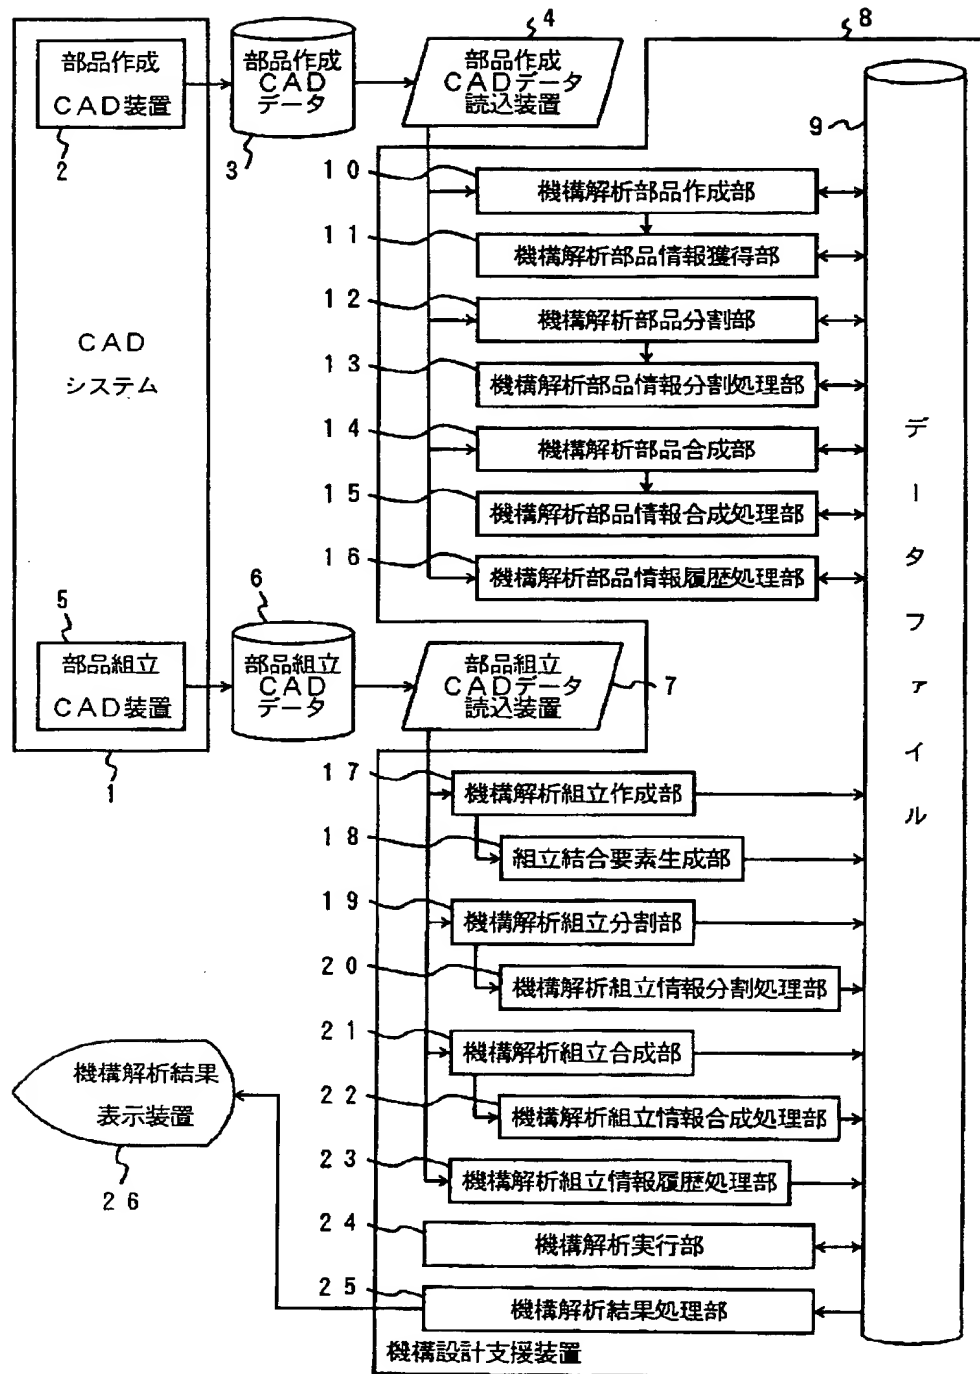 4
8
部品作成
CAD装置
2
部品作成
CAD
データ
3
部品作成
CADデータ
読込装置
9
10
機構解析部品作成部
11
機構解析部品情報獲得部
12
機構解析部品分割部
13
機構解析部品情報分割処理部
14
機構解析部品合成部
15
機構解析部品情報合成処理部
16
機構解析部品情報履歴処理部
CAD
システム
データファイル
5
部品組立
CAD装置
1
6
部品組立
CAD
データ
部品組立
CADデータ
読込装置
7
17
機構解析組立作成部
18
組立結合要素生成部
19
機構解析組立分割部
20
機構解析組立情報分割処理部
21
機構解析組立合成部
22
機構解析組立情報合成処理部
23
機構解析組立情報履歴処理部
24
機構解析実行部
25
機構解析結果処理部
機構解析結果
表示装置
26
機構設計支援装置